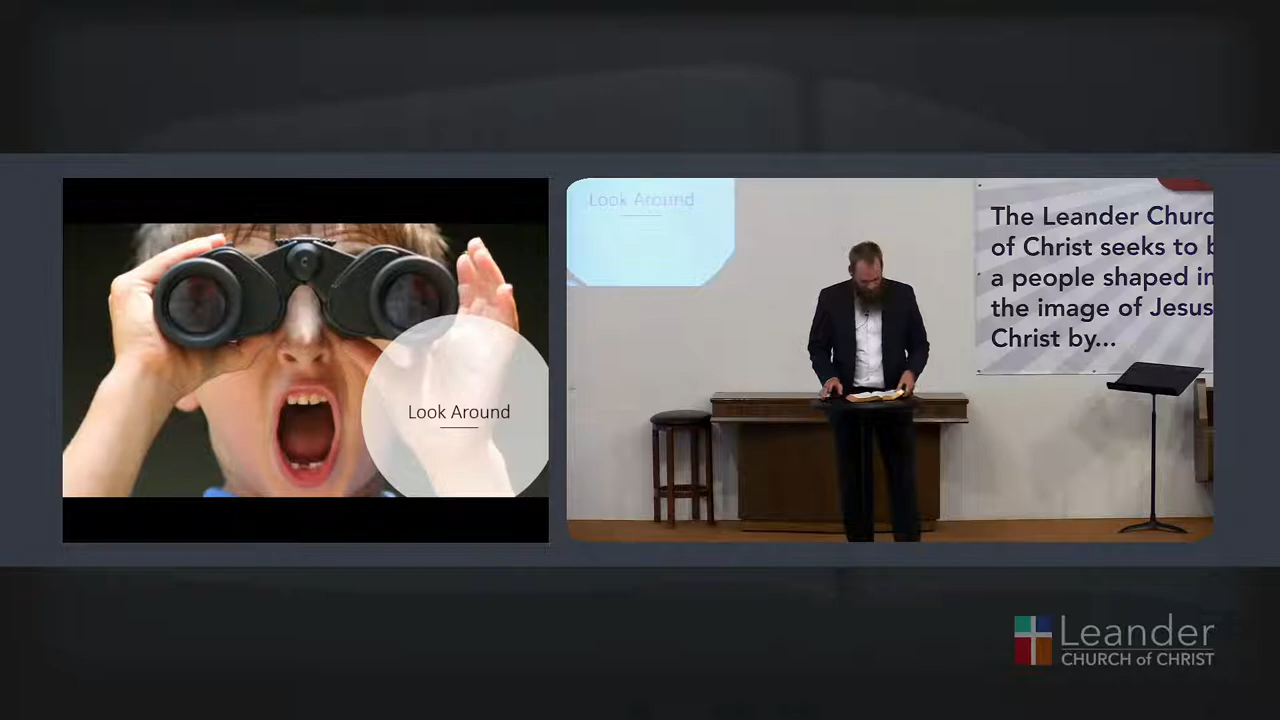 Look Around
Look Around
The Leander Churc
of Christ seeks to b
a people shaped in
the image of Jesus
Christ by...
Leander
CHURCH of CHRIST